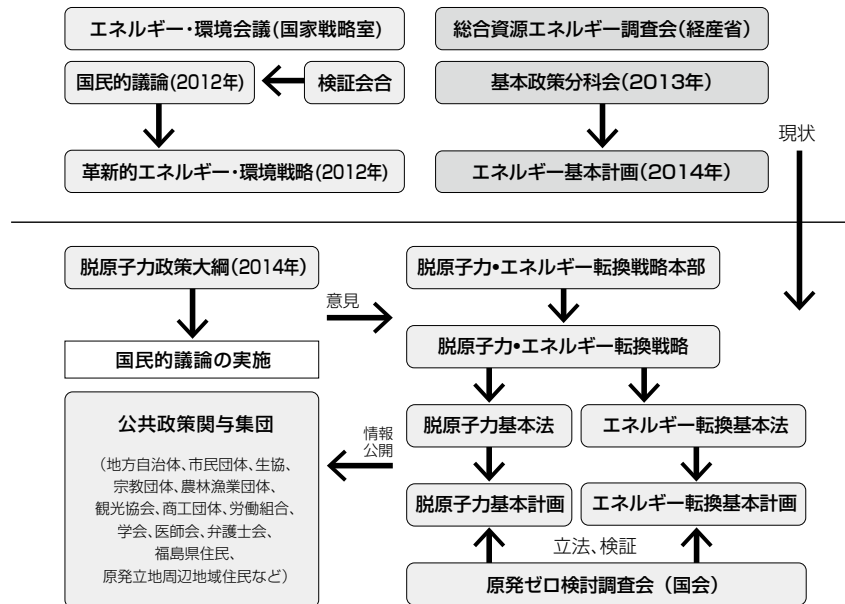 エネルギー・環境会議(国家戦略室)
総合資源エネルギー調査会(経産省)
国民的議論(2012年)
検証会合
基本政策分科会(2013年)
現状
革新的エネルギー・環境戦略(2012年)
エネルギー基本計画(2014年)
脱原子力政策大綱(2014年)
脱原子力•エネルギー転換戦略本部
意見
国民的議論の実施
脱原子力•エネルギー転換戦略
公共政策関与集団
(地方自治体、市民団体、生協、
宗教団体、農林漁業団体、
観光協会、商工団体、労働組合、
学会、医師会、弁護士会、
福島県住民、
原発立地周辺地域住民など)
情報
公開
脱原子力基本法
エネルギー転換基本法
脱原子力基本計画
エネルギー転換基本計画
立法、検証
原発ゼロ検討調査会(国会)